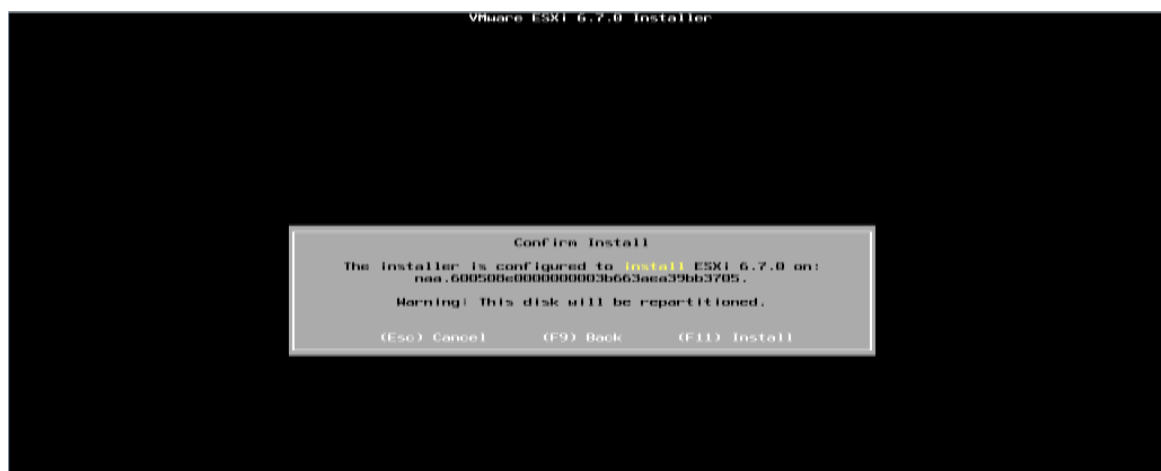 VMware ESXi 6.7.0 Installer
Confirm Install
The installer is configured to install ESXi 6.7.0 on:
naa.600508e0000000003b663aea39bb3705.
Warning: This disk will be repartitioned.
(Esc) Cancel (F9) Back (F11) Install